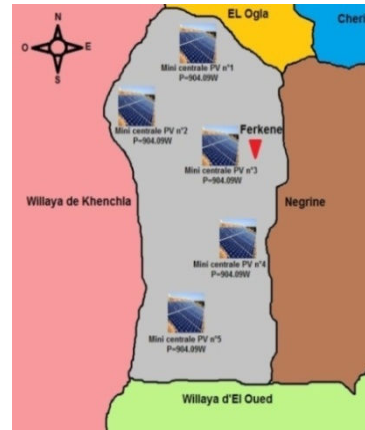 N
O E
S
EL Ogla
Cheri
Mini centrale PV n°1
P=904.09W
Mini centrale PV n°2
P=904.09W
Ferkene
Mini centrale PV n°3
P=904.09W
Willaya de Khenchla
Negrine
Mini centrale PV n°4
P=904.09W
Mini centrale PV n°5
P=904.09W
Willaya d'El Oued